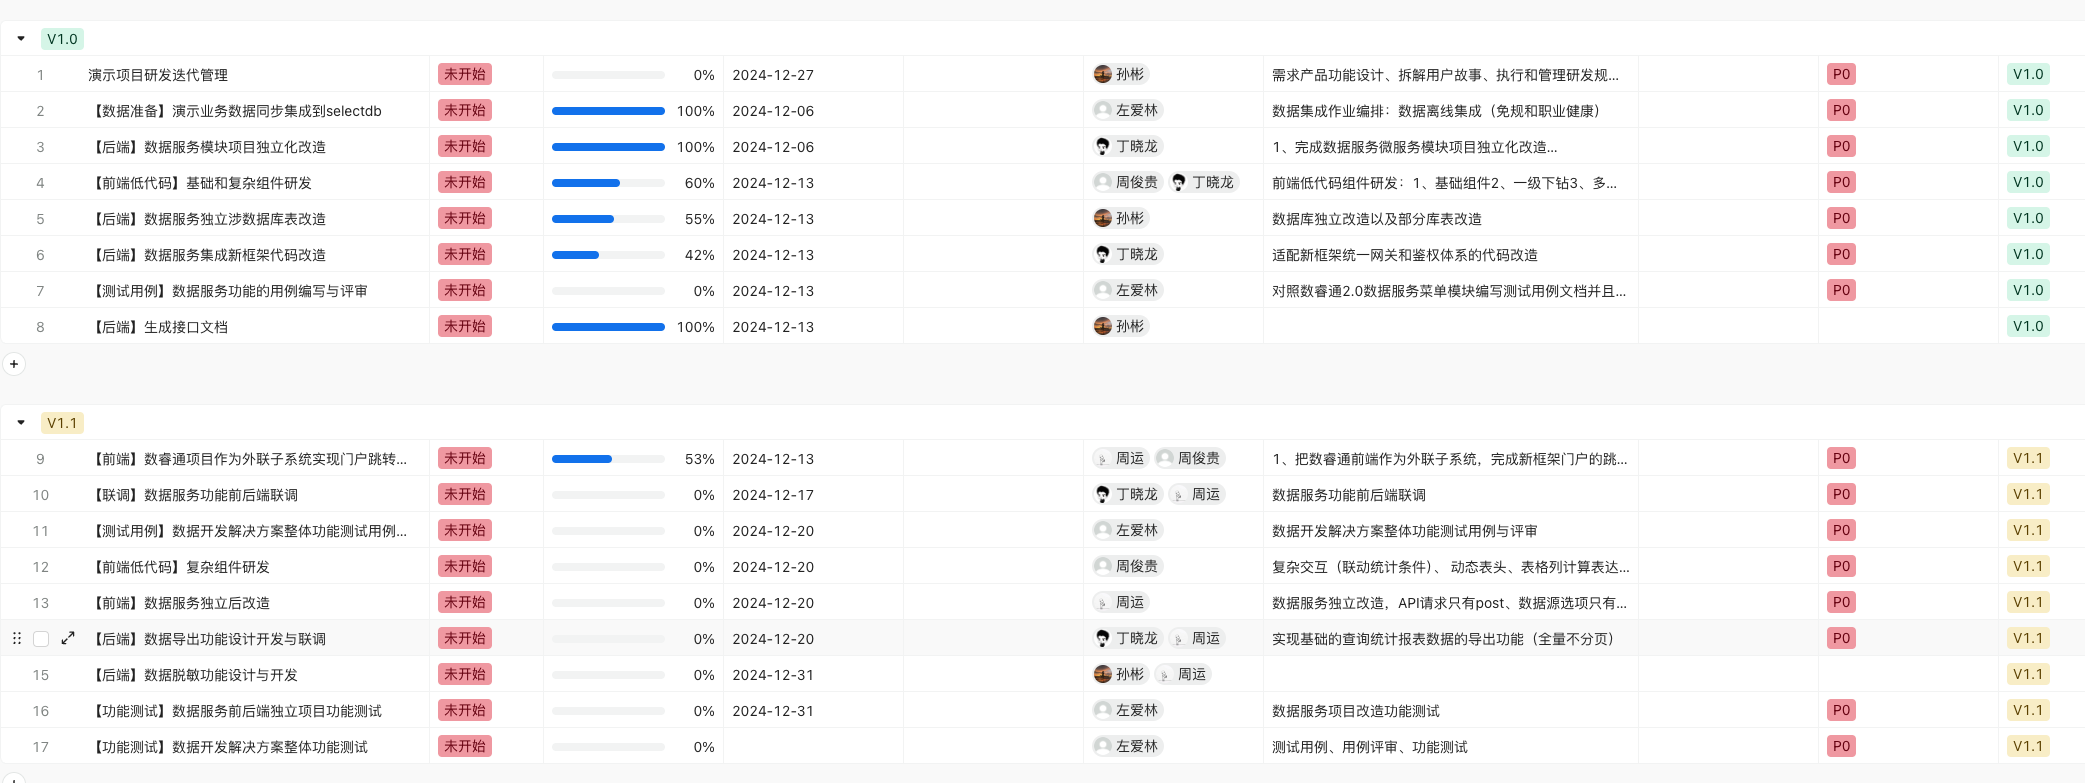 V1.0
1 演示项目研发迭代管理 未开始 0% 2024-12-27 孙彬 需求产品功能设计、拆解用户故事、执行和管理研发规... P0 V1.0
2 【数据准备】演示业务数据同步集成到selectdb 未开始 100% 2024-12-06 左爱林 数据集成作业编排：数据离线集成（免规和职业健康） P0 V1.0
3 【后端】数据服务模块项目独立化改造 未开始 100% 2024-12-06 丁晓龙 1、完成数据服务微服务模块项目独立化改造... P0 V1.0
4 【前端低代码】基础和复杂组件研发 未开始 60% 2024-12-13 周俊贵 丁晓龙 前端低代码组件研发：1、基础组件2、一级下钻3、多... P0 V1.0
5 【后端】数据服务独立涉数据库表改造 未开始 55% 2024-12-13 孙彬 数据库独立改造以及部分库表改造 P0 V1.0
6 【后端】数据服务集成新框架代码改造 未开始 42% 2024-12-13 丁晓龙 适配新框架统一网关和鉴权体系的代码改造 P0 V1.0
7 【测试用例】数据服务功能的用例编写与评审 未开始 0% 2024-12-13 左爱林 对照数睿通2.0数据服务菜单模块编写测试用例文档并且... P0 V1.0
8 【后端】生成接口文档 未开始 100% 2024-12-13 孙彬 V1.0
V1.1
9 【前端】数睿通项目作为外联子系统实现门户跳转... 未开始 53% 2024-12-13 周运 周俊贵 1、把数睿通前端作为外联子系统，完成新框架门户的跳... P0 V1.1
10 【联调】数据服务功能前后端联调 未开始 0% 2024-12-17 丁晓龙 周运 数据服务功能前后端联调 P0 V1.1
11 【测试用例】数据开发解决方案整体功能测试用例... 未开始 0% 2024-12-20 左爱林 数据开发解决方案整体功能测试用例与评审 P0 V1.1
12 【前端低代码】复杂组件研发 未开始 0% 2024-12-20 周俊贵 复杂交互（联动统计条件）、动态表头、表格列计算表达... P0 V1.1
13 【前端】数据服务独立后改造 未开始 0% 2024-12-20 周运 数据服务独立改造，API请求只有post、数据源选项只有... P0 V1.1
【后端】数据导出功能设计开发与联调 未开始 0% 2024-12-20 丁晓龙 周运 实现基础的查询统计报表数据的导出功能（全量不分页） P0 V1.1
15 【后端】数据脱敏功能设计与开发 未开始 0% 2024-12-31 孙彬 周运 V1.1
16 【功能测试】数据服务前后端独立项目功能测试 未开始 0% 2024-12-31 左爱林 数据服务项目改造功能测试 P0 V1.1
17 【功能测试】数据开发解决方案整体功能测试 未开始 0% 左爱林 测试用例、用例评审、功能测试 P0 V1.1